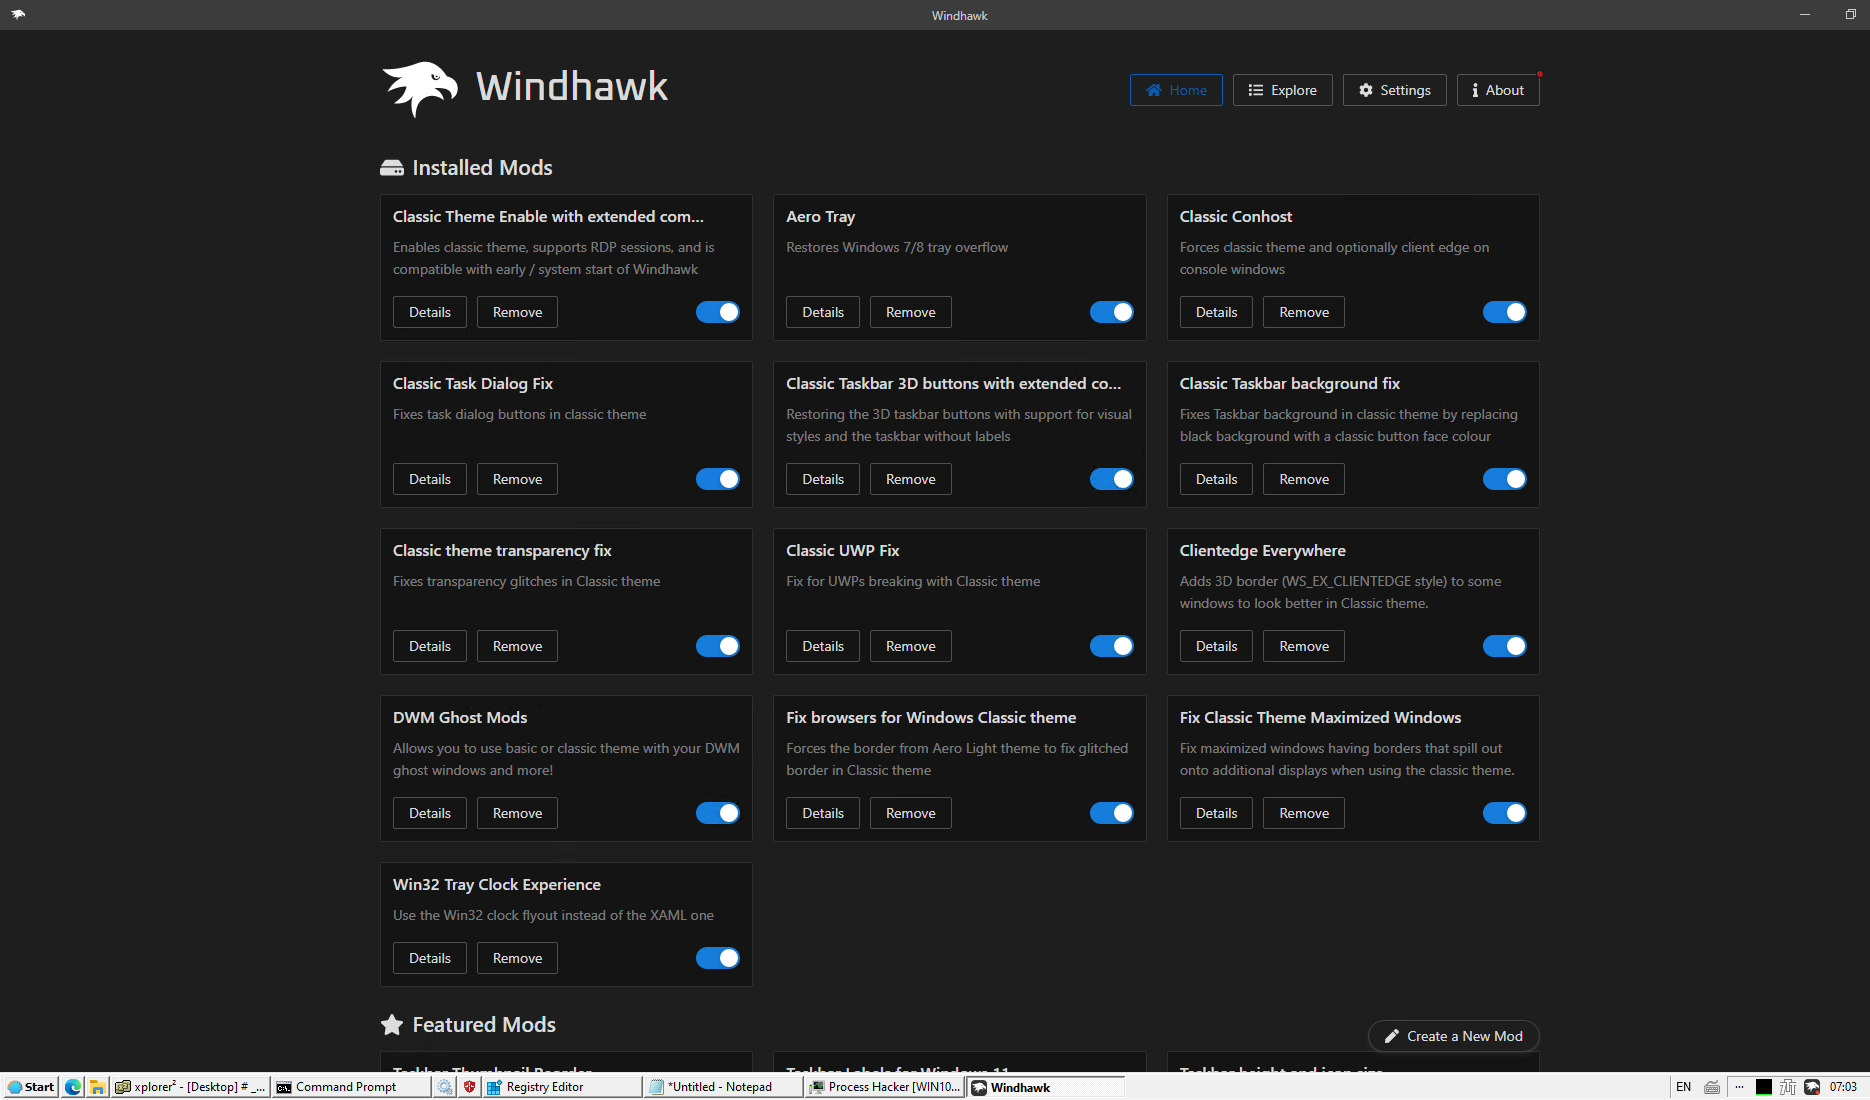 Windhawk
Windhawk
Home
Explore
Settings
About
Installed Mods
Classic Theme Enable with extended com...
Enables classic theme, supports RDP sessions, and is
compatible with early / system start of Windhawk
Details
Remove
Aero Tray
Restores Windows 7/8 tray overflow
Details
Remove
Classic Conhost
Forces classic theme and optionally client edge on
console windows
Details
Remove
Classic Task Dialog Fix
Fixes task dialog buttons in classic theme
Details
Remove
Classic Taskbar 3D buttons with extended co...
Restoring the 3D taskbar buttons with support for visual
styles and the taskbar without labels
Details
Remove
Classic Taskbar background fix
Fixes Taskbar background in classic theme by replacing
black background with a classic button face colour
Details
Remove
Classic theme transparency fix
Fixes transparency glitches in Classic theme
Details
Remove
Classic UWP Fix
Fix for UWPs breaking with Classic theme
Details
Remove
Clientedge Everywhere
Adds 3D border (WS_EX_CLIENTEDGE style) to some
windows to look better in Classic theme.
Details
Remove
DWM Ghost Mods
Allows you to use basic or classic theme with your DWM
ghost windows and more!
Details
Remove
Fix browsers for Windows Classic theme
Forces the border from Aero Light theme to fix glitched
border in Classic theme
Details
Remove
Fix Classic Theme Maximized Windows
Fix maximized windows having borders that spill out
onto additional displays when using the classic theme.
Details
Remove
Win32 Tray Clock Experience
Use the Win32 clock flyout instead of the XAML one
Details
Remove
Featured Mods
Create a New Mod
Taskbar Thumbnail Reorder
Taskbar Labels for Windows 11
Taskbar height and icon size
Start
xplorer² - [Desktop] # _...
Command Prompt
Registry Editor
*Untitled - Notepad
Process Hacker [WIN10...
Windhawk
EN
07:03